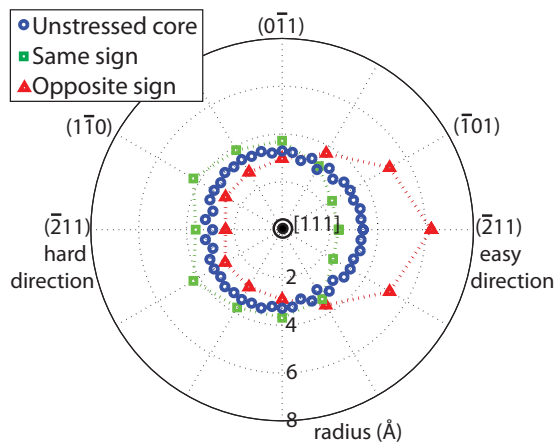 Unstressed core
Same sign
Opposite sign
(01̅1)
(11̅0)
(1̅01)
(2̅11)
hard
direction
[111]
(2̅11)
easy
direction
2
4
6
8
radius (Å)